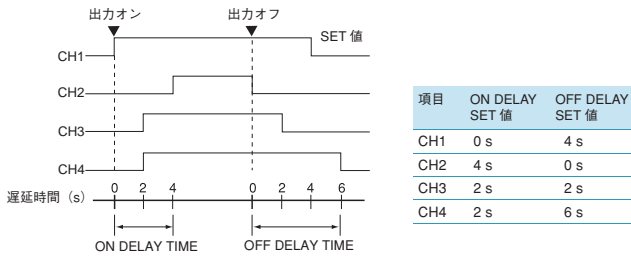 出力オン 出力オフ
SET 値
CH1
CH2
CH3
CH4
遅延時間（s） 0 2 4 0 2 4 6
ON DELAY TIME OFF DELAY TIME
項目 ON DELAY SET 値 OFF DELAY SET 値
CH1 0 s 4 s
CH2 4 s 0 s
CH3 2 s 2 s
CH4 2 s 6 s